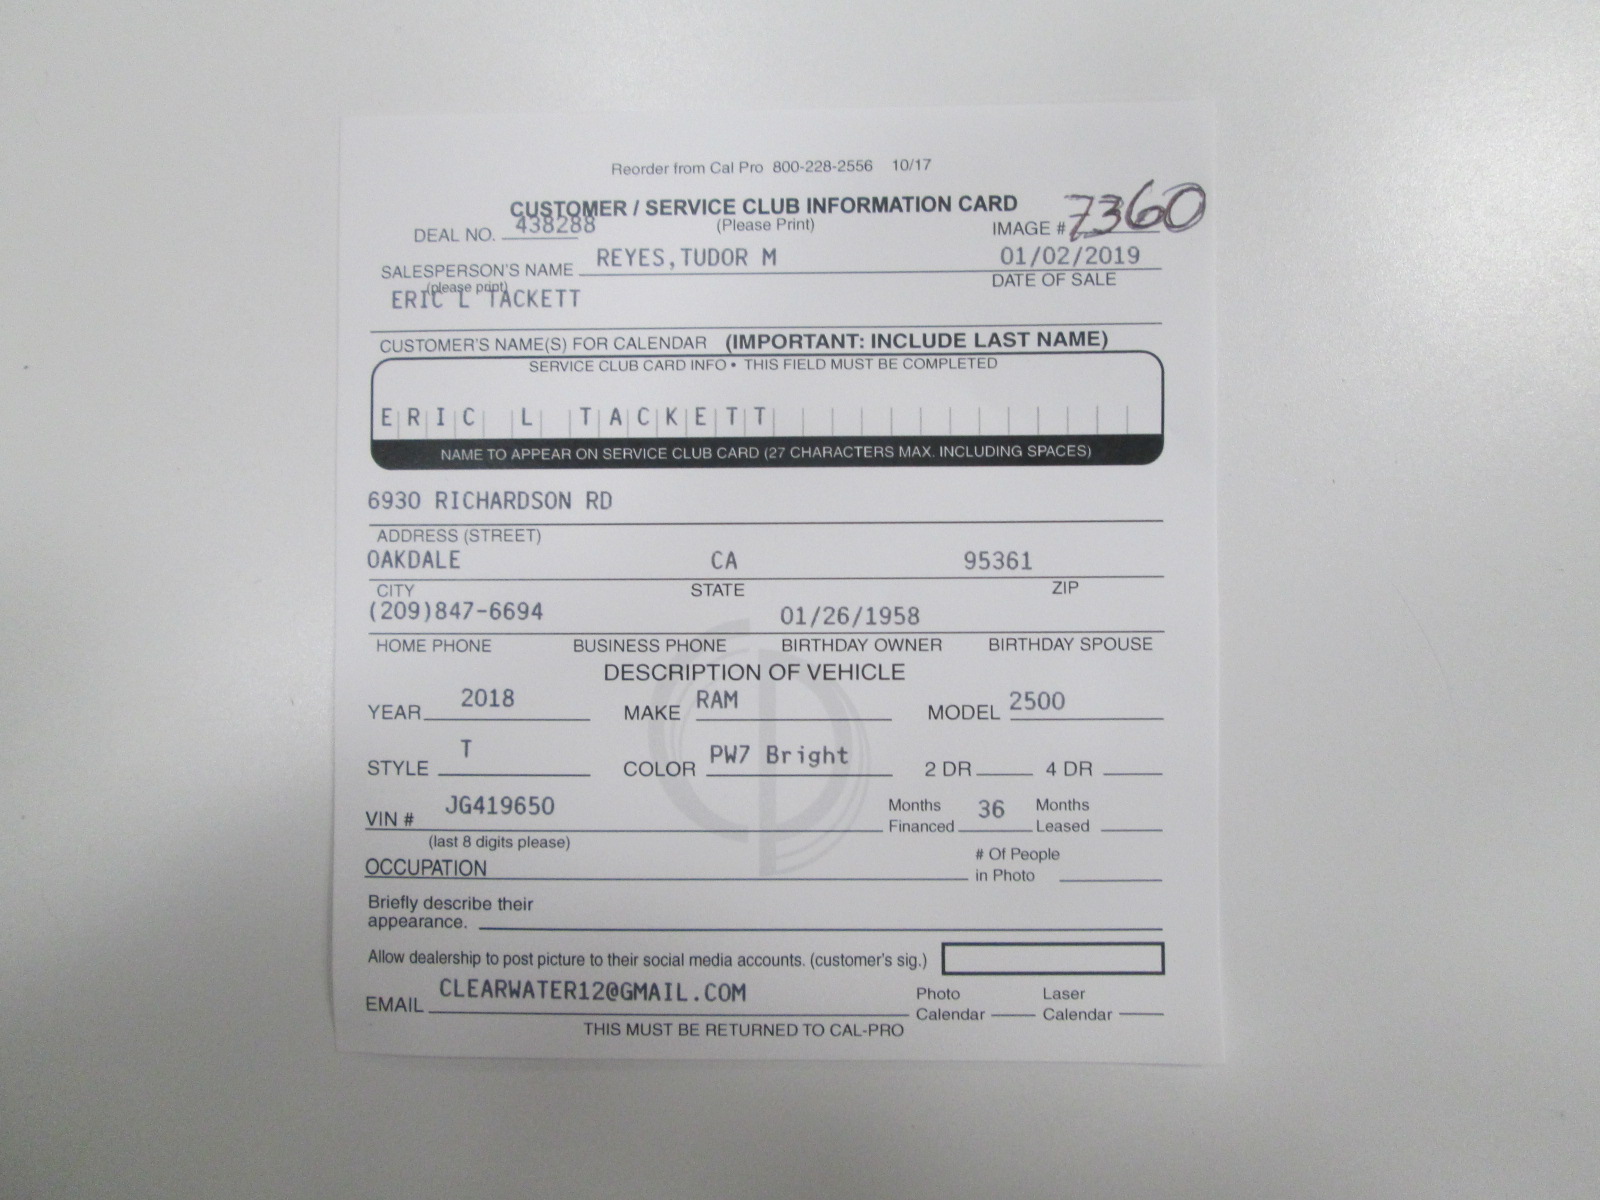 Reorder from Cal Pro 800-228-2556 10/17
CUSTOMER / SERVICE CLUB INFORMATION CARD
DEAL NO. 438288 (Please Print) IMAGE # 7360
SALESPERSON'S NAME REYES,TUDOR M 01/02/2019
(please print) DATE OF SALE
ERIC L TACKETT
CUSTOMER'S NAME(S) FOR CALENDAR (IMPORTANT: INCLUDE LAST NAME)
SERVICE CLUB CARD INFO • THIS FIELD MUST BE COMPLETED
ERIC L TACKETT
NAME TO APPEAR ON SERVICE CLUB CARD (27 CHARACTERS MAX. INCLUDING SPACES)
6930 RICHARDSON RD
ADDRESS (STREET)
OAKDALE CA 95361
CITY STATE ZIP
(209)847-6694 01/26/1958
HOME PHONE BUSINESS PHONE BIRTHDAY OWNER BIRTHDAY SPOUSE
DESCRIPTION OF VEHICLE
YEAR 2018 MAKE RAM MODEL 2500
STYLE T COLOR PW7 Bright 2 DR 4 DR
VIN # JG419650 Months Financed 36 Months Leased
(last 8 digits please)
OCCUPATION # Of People in Photo
Briefly describe their
appearance.
Allow dealership to post picture to their social media accounts. (customer's sig.)
EMAIL CLEARWATER12@GMAIL.COM Photo Calendar Laser Calendar
THIS MUST BE RETURNED TO CAL-PRO